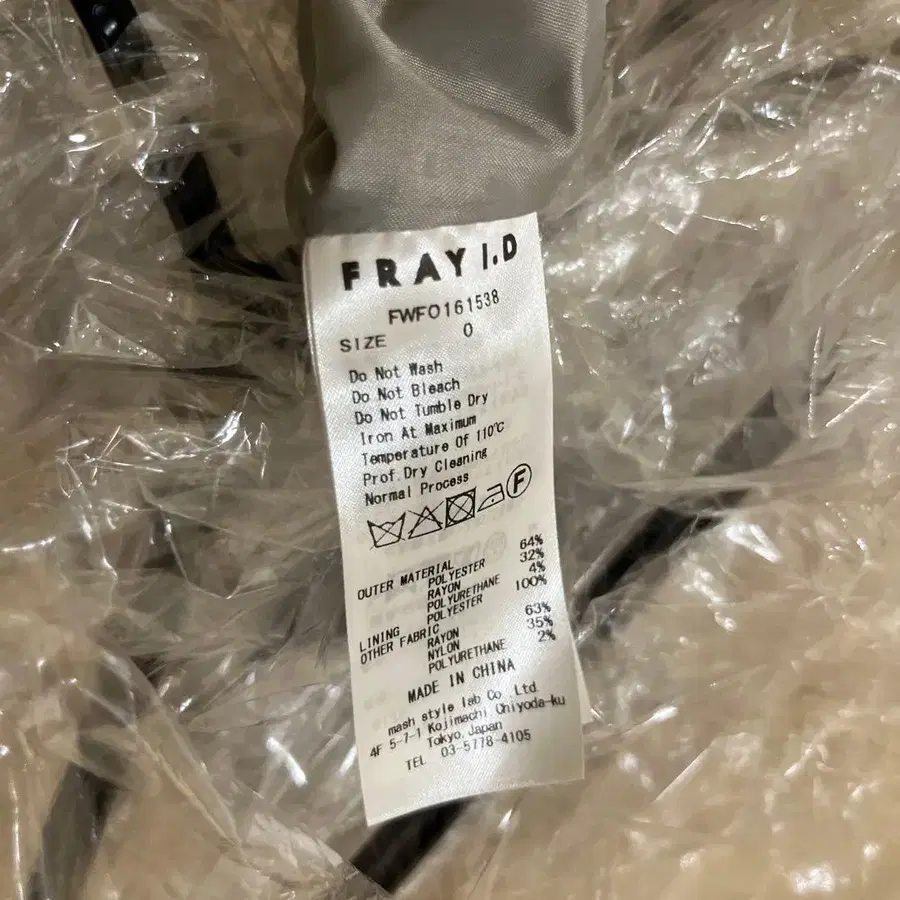 FRAY I.D
FWFO161538
SIZE 0
Do Not Wash
Do Not Bleach
Do Not Tumble Dry
Iron At Maximum
Temperature Of 110℃
Prof.Dry Cleaning
Normal Process
F
OUTER MATERIAL
POLYESTER 64%
RAYON 32%
POLYURETHANE 4%
LINING POLYESTER 100%
OTHER FABRIC
RAYON 63%
NYLON 35%
POLYURETHANE 2%
MADE IN CHINA
mash style lab Co. Ltd.
4F 5-7-1 Kojimachi Chiyoda-ku
Tokyo, Japan
TEL 03-5778-4105